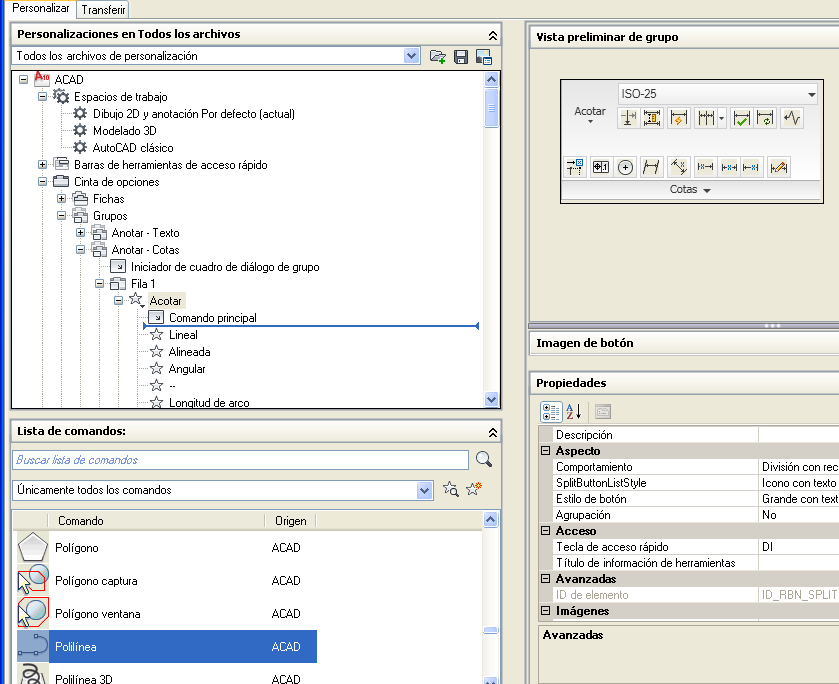 Personalizar
Transferir
Personalizaciones en Todos los archivos
Todos los archivos de personalización
ACAD
Espacios de trabajo
Dibujo 2D y anotación Por defecto (actual)
Modelado 3D
AutoCAD clásico
Barras de herramientas de acceso rápido
Cinta de opciones
Fichas
Grupos
Anotar - Texto
Anotar - Cotas
Iniciador de cuadro de diálogo de grupo
Fila 1
Acotar
Comando principal
Lineal
Alineada
Angular
--
Longitud de arco
Lista de comandos:
Buscar lista de comandos
Únicamente todos los comandos
Comando Origen
Polígono ACAD
Polígono captura ACAD
Polígono ventana ACAD
Polilínea ACAD
Polilínea 3D ACAD
Vista preliminar de grupo
ISO-25
Acotar
Cotas
Imagen de botón
Propiedades
Descripción
Aspecto
Comportamiento División con rec
SplitButtonListStyle Icono con texto
Estilo de botón Grande con text
Agrupación No
Acceso
Tecla de acceso rápido DI
Título de información de herramientas
Avanzadas
ID de elemento ID_RBN_SPLIT
Imágenes
Avanzadas